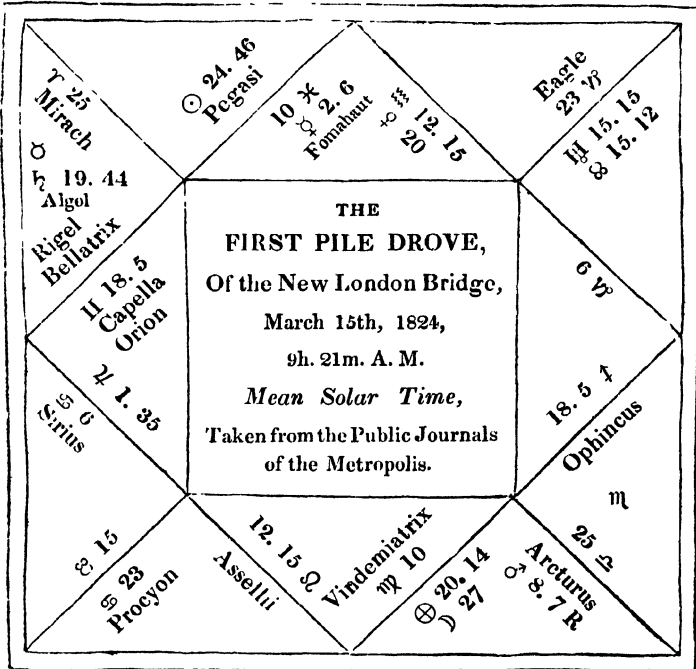 ♈ 25
Mirach
♉
♄ 19. 44
Algol
Rigel
Bellatrix
☉ 24. 46
Pegasi
10 ♓
☿ 2. 6
Fomahaut
♒
♀ 12. 15
20
Eagle
23 ♑
♅ 15. 15
☋ 15. 12
THE
FIRST PILE DROVE,
Of the New London Bridge,
March 15th, 1824,
9h. 21m. A. M.
Mean Solar Time,
Taken from the Public Journals
of the Metropolis.
II 18. 5
Capella
Orion
6 ♑
♃ 1. 35
♋ 6
Sirius
18. 5 ♐
Ophincus
♏
25 ♎
☊ 15
♋ 23
Procyon
12. 15 ♌
Asselli
Vindemiatrix
♍ 10
⊕ 20. 14
☽ 27
Arcturus
♂ 8. 7 R